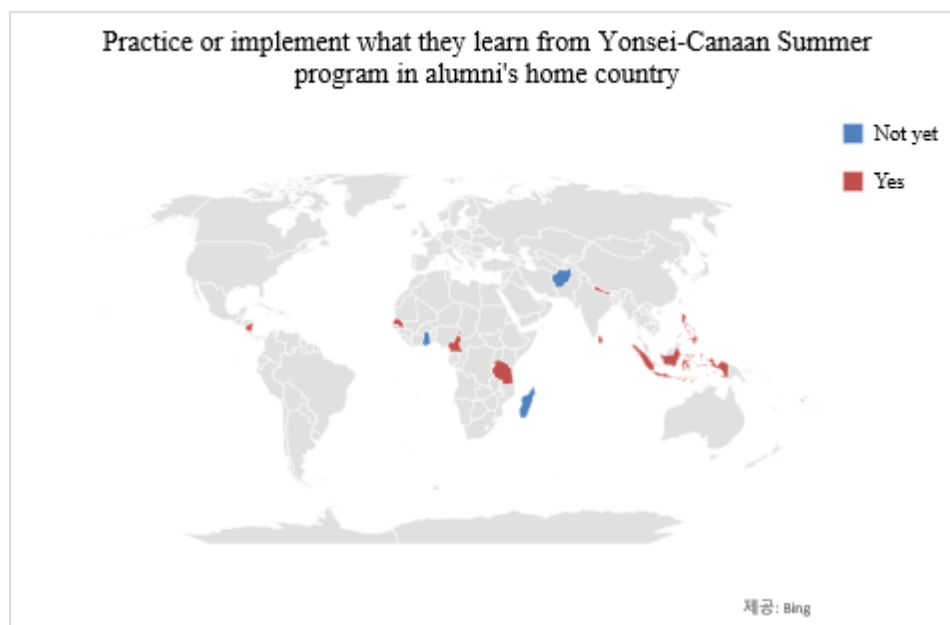 Practice or implement what they learn from Yonsei-Canaan Summer
program in alumni's home country
Not yet
Yes
제공: Bing